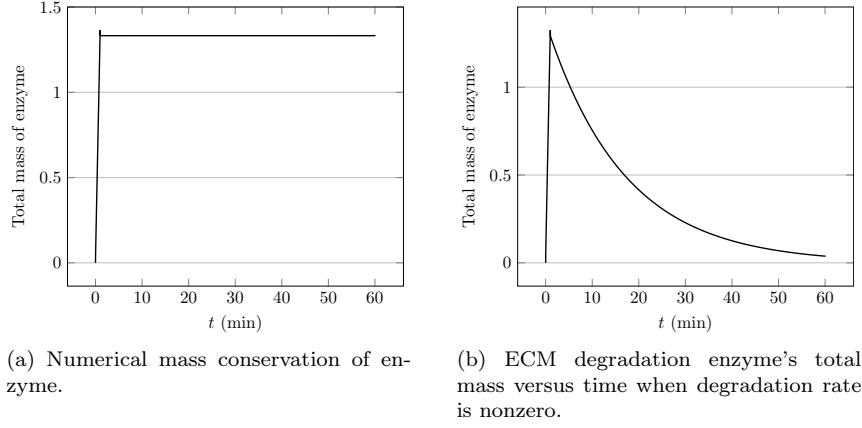 1.5
1
0.5
0
Total mass of enzyme
0 10 20 30 40 50 60
t (min)
(a) Numerical mass conservation of en-
zyme.
1
0.5
0
Total mass of enzyme
0 10 20 30 40 50 60
t (min)
(b) ECM degradation enzyme's total
mass versus time when degradation rate
is nonzero.